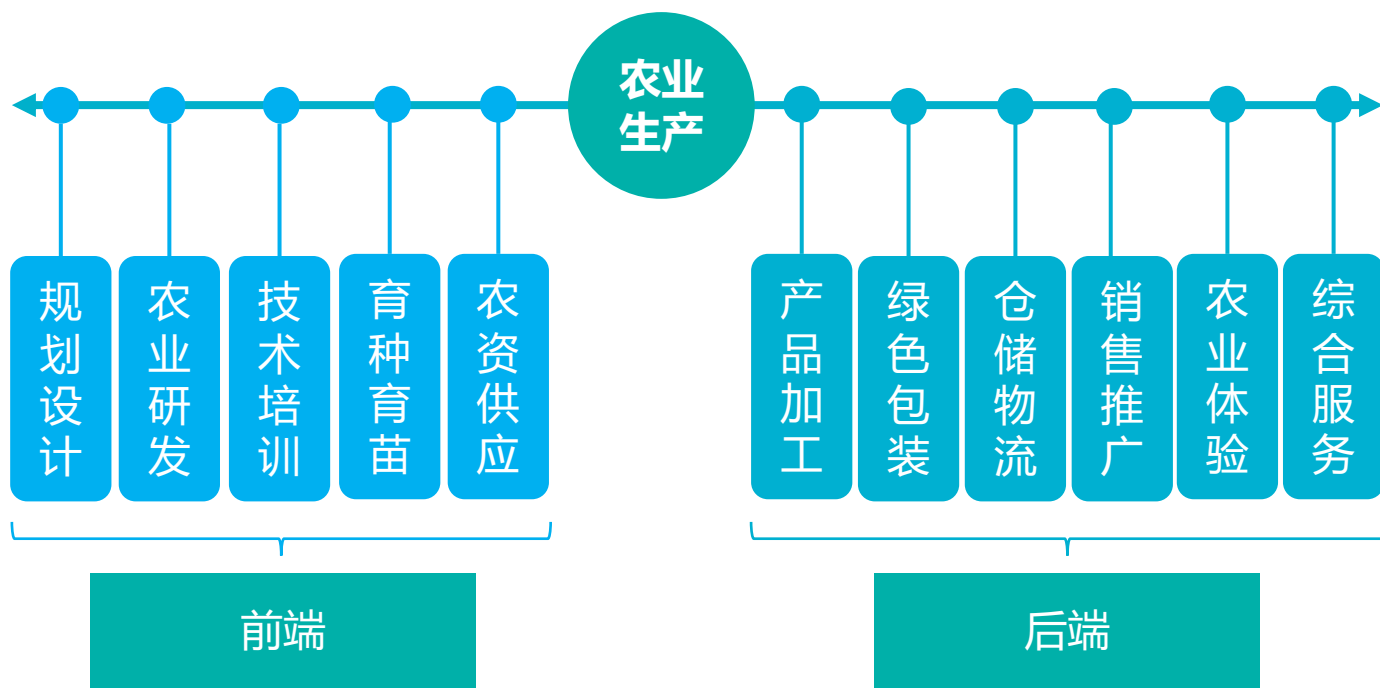 农业
生产
规划设计
农业研发
技术培训
育种育苗
农资供应
产品加工
绿色包装
仓储物流
销售推广
农业体验
综合服务
前端
后端